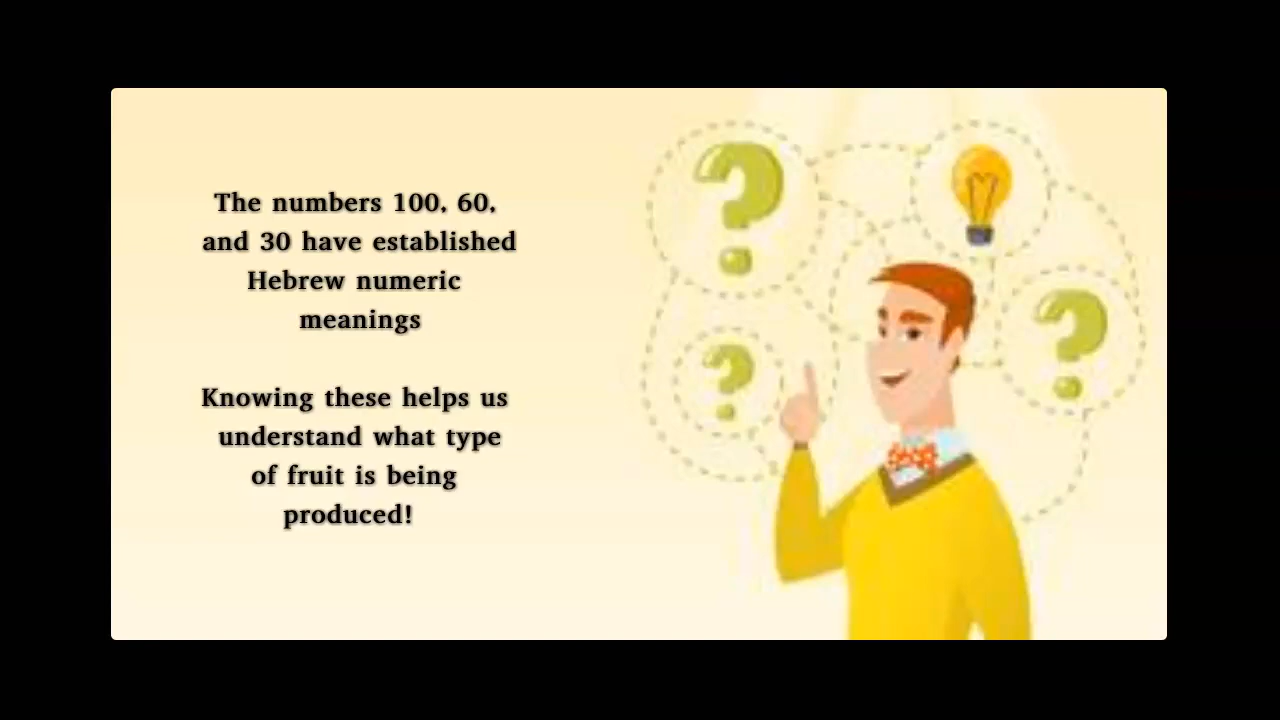 The numbers 100, 60,
and 30 have established
Hebrew numeric
meanings
Knowing these helps us
understand what type
of fruit is being
produced!